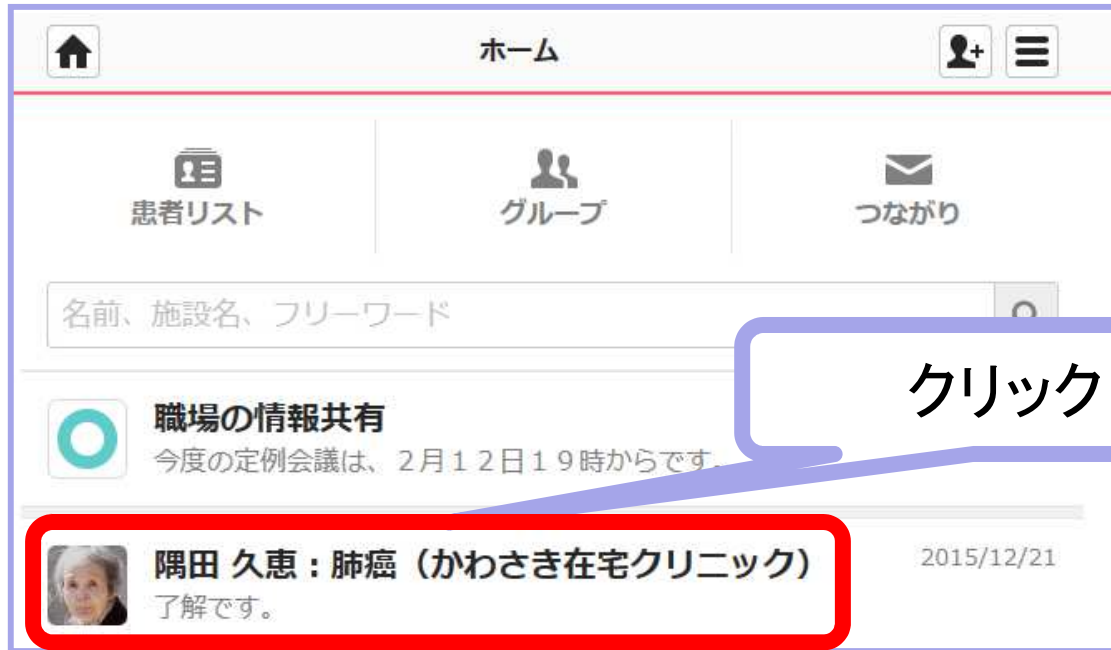 ホーム
患者リスト
グループ
つながり
名前、施設名、フリーワード
クリック
職場の情報共有
今度の定例会議は、２月１２日１９時からです。
隅田 久恵：肺癌（かわさき在宅クリニック）
2015/12/21
了解です。